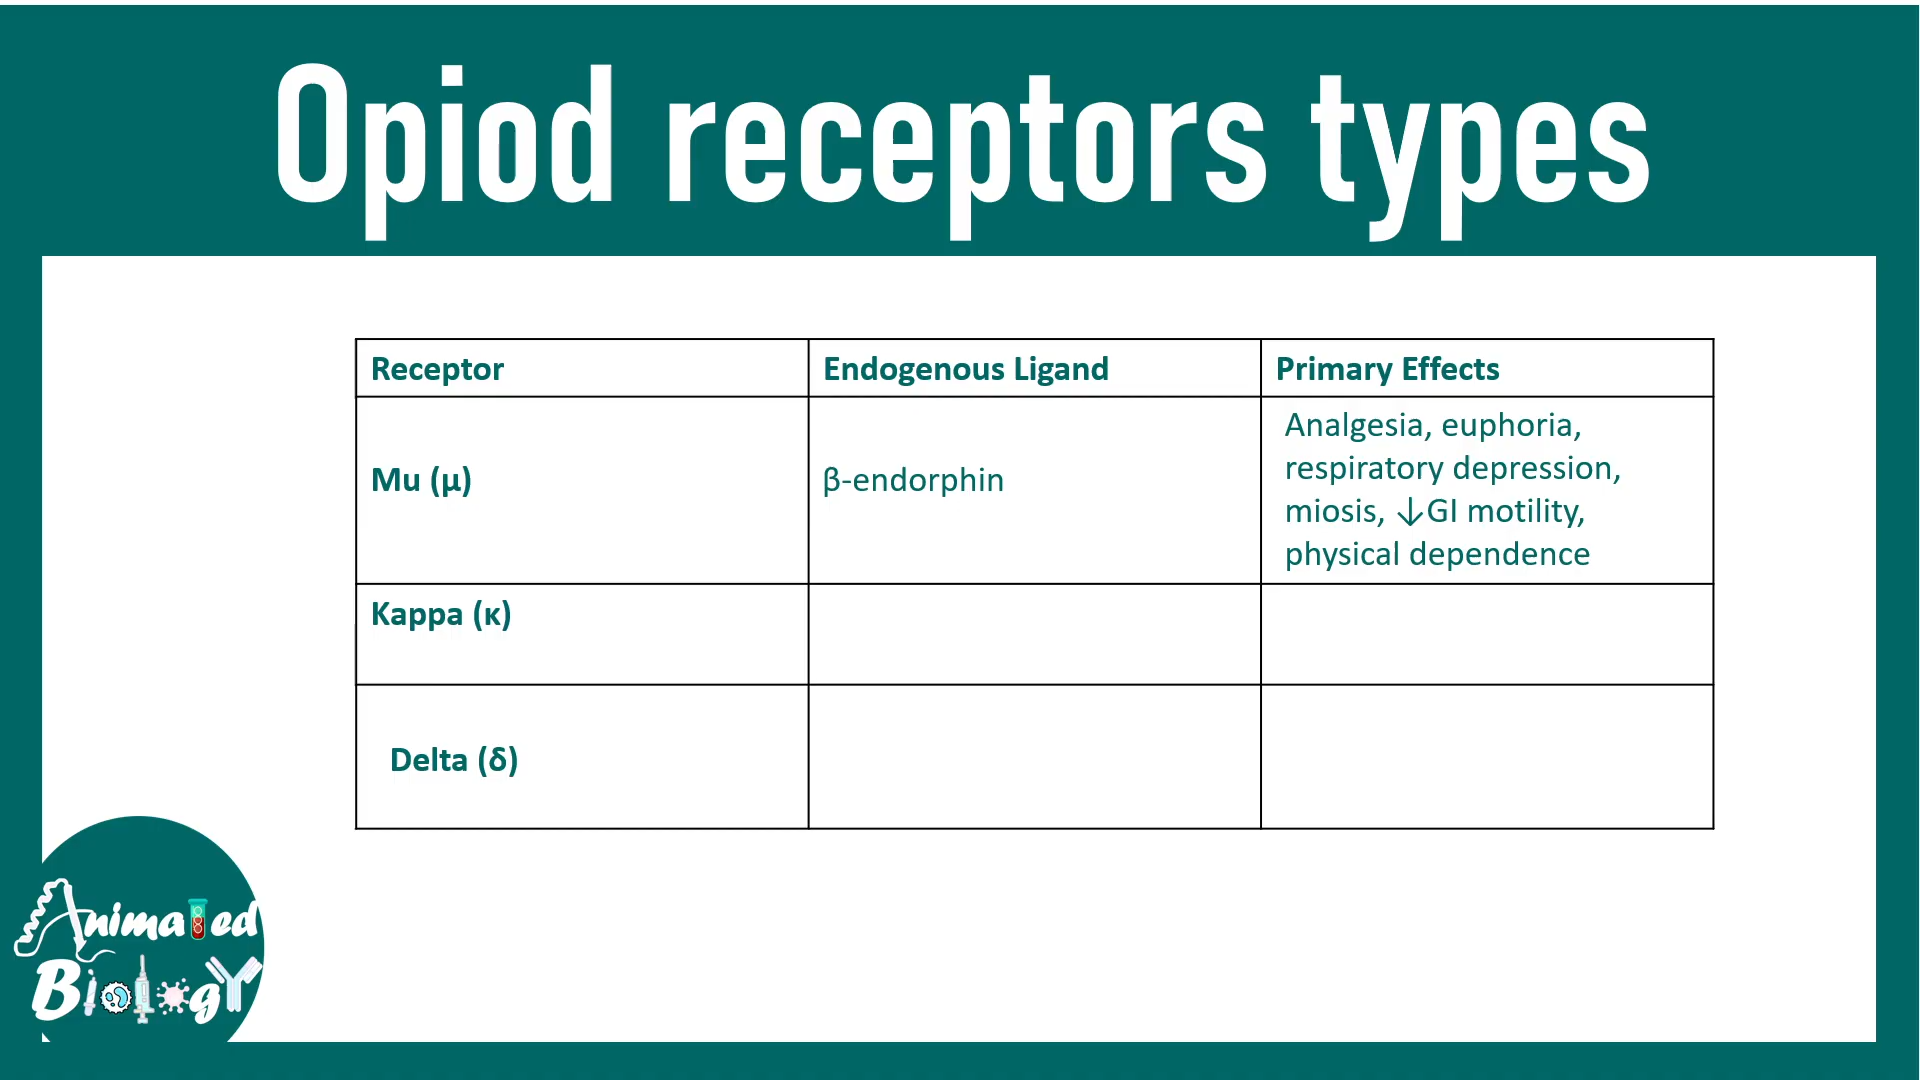 Opiod receptors types
Receptor
Endogenous Ligand
Primary Effects
Mu (μ)
β-endorphin
Analgesia, euphoria,
respiratory depression,
miosis, ↓GI motility,
physical dependence
Kappa (κ)
Delta (δ)
Animated
BiologY